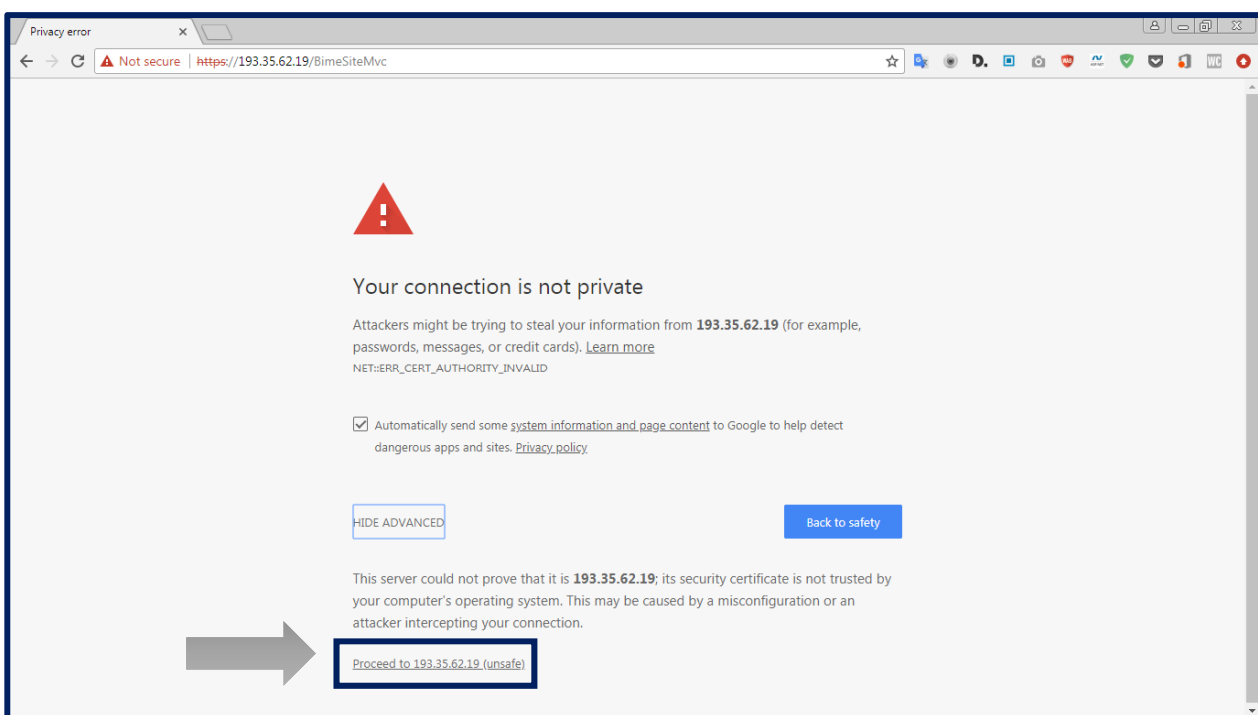 Privacy error
Not secure | https://193.35.62.19/BimeSiteMvc
D.
WC
Your connection is not private
Attackers might be trying to steal your information from 193.35.62.19 (for example,
passwords, messages, or credit cards). Learn more
NET::ERR_CERT_AUTHORITY_INVALID
Automatically send some system information and page content to Google to help detect
dangerous apps and sites. Privacy policy
HIDE ADVANCED
Back to safety
This server could not prove that it is 193.35.62.19; its security certificate is not trusted by
your computer's operating system. This may be caused by a misconfiguration or an
attacker intercepting your connection.
Proceed to 193.35.62.19 (unsafe)